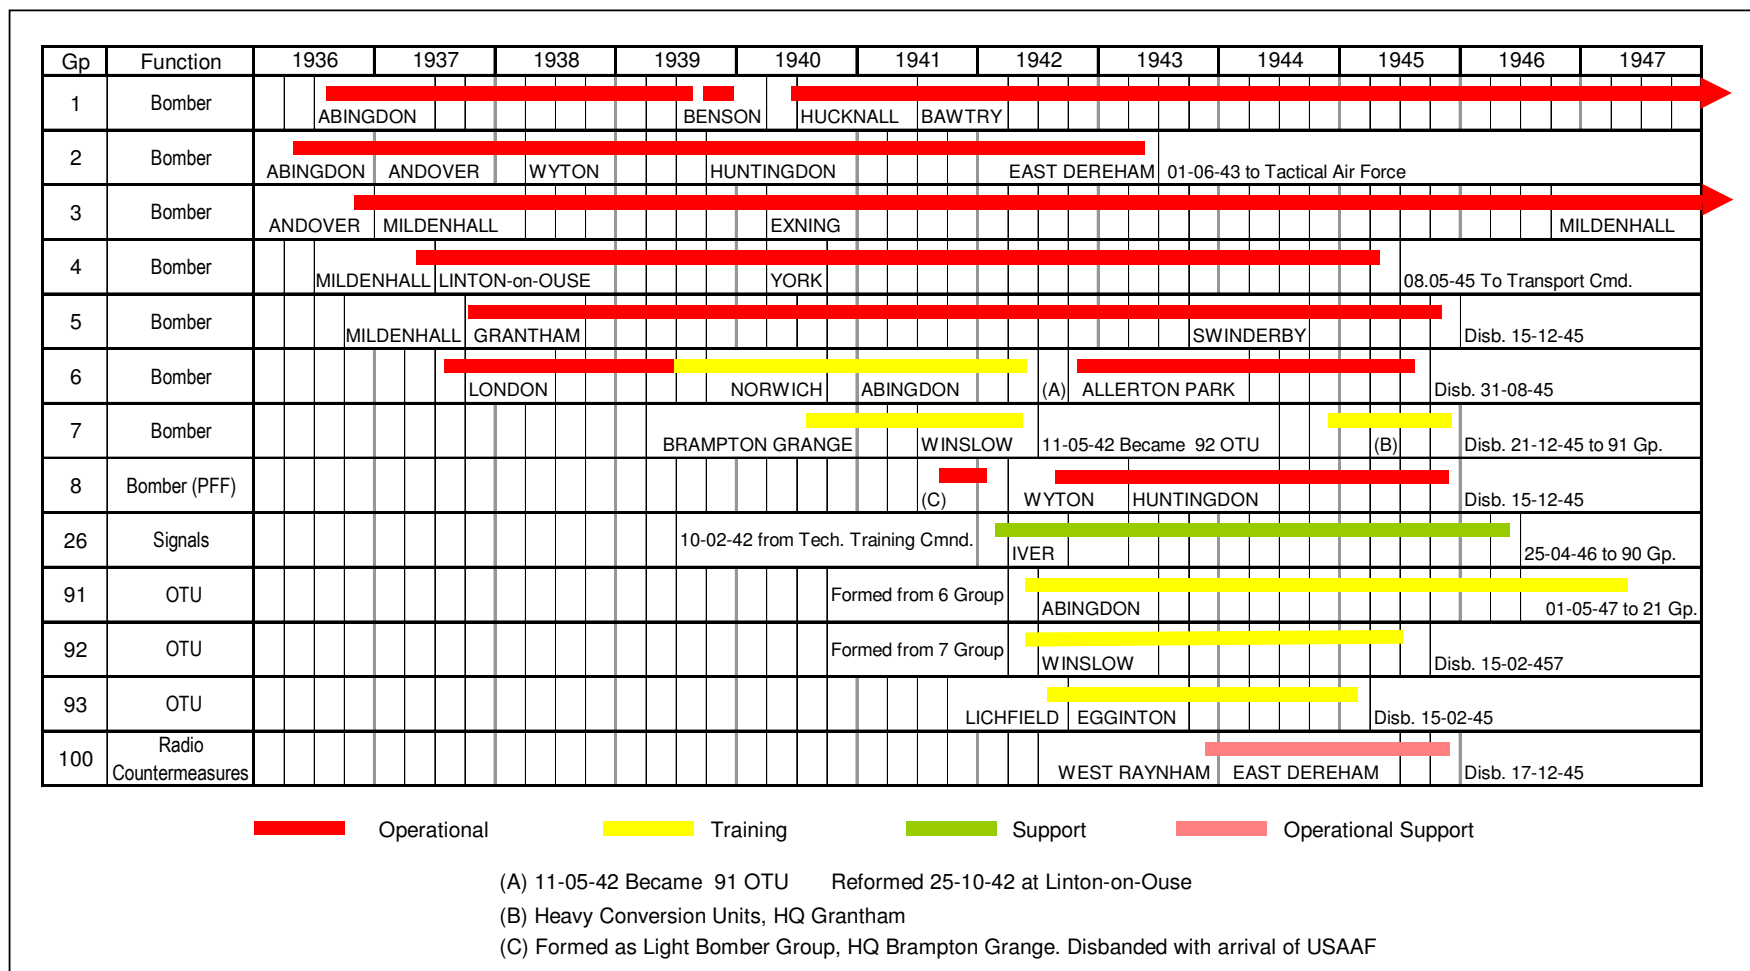 Gp Function 1936 1937 1938 1939 1940 1941 1942 1943 1944 1945 1946 1947
1 Bomber ABINGDON BENSON HUCKNALL BAWTRY
2 Bomber ABINGDON ANDOVER WYTON HUNTINGDON EAST DEREHAM 01-06-43 to Tactical Air Force
3 Bomber ANDOVER MILDENHALL EXNING MILDENHALL
4 Bomber MILDENHALL LINTON-on-OUSE YORK 08.05-45 To Transport Cmd.
5 Bomber MILDENHALL GRANTHAM SWINDERBY Disb. 15-12-45
6 Bomber LONDON NORWICH ABINGDON (A) ALLERTON PARK Disb. 31-08-45
7 Bomber BRAMPTON GRANGE WINSLOW 11-05-42 Became 92 OTU (B) Disb. 21-12-45 to 91 Gp.
8 Bomber (PFF) (C) WYTON HUNTINGDON Disb. 15-12-45
26 Signals 10-02-42 from Tech. Training Cmnd. IVER 25-04-46 to 90 Gp.
91 OTU Formed from 6 Group ABINGDON 01-05-47 to 21 Gp.
92 OTU Formed from 7 Group WINSLOW Disb. 15-02-457
93 OTU LICHFIELD EGGINTON Disb. 15-02-45
100 Radio Countermeasures WEST RAYNHAM EAST DEREHAM Disb. 17-12-45
Operational Training Support Operational Support
(A) 11-05-42 Became 91 OTU Reformed 25-10-42 at Linton-on-Ouse
(B) Heavy Conversion Units, HQ Grantham
(C) Formed as Light Bomber Group, HQ Brampton Grange. Disbanded with arrival of USAAF